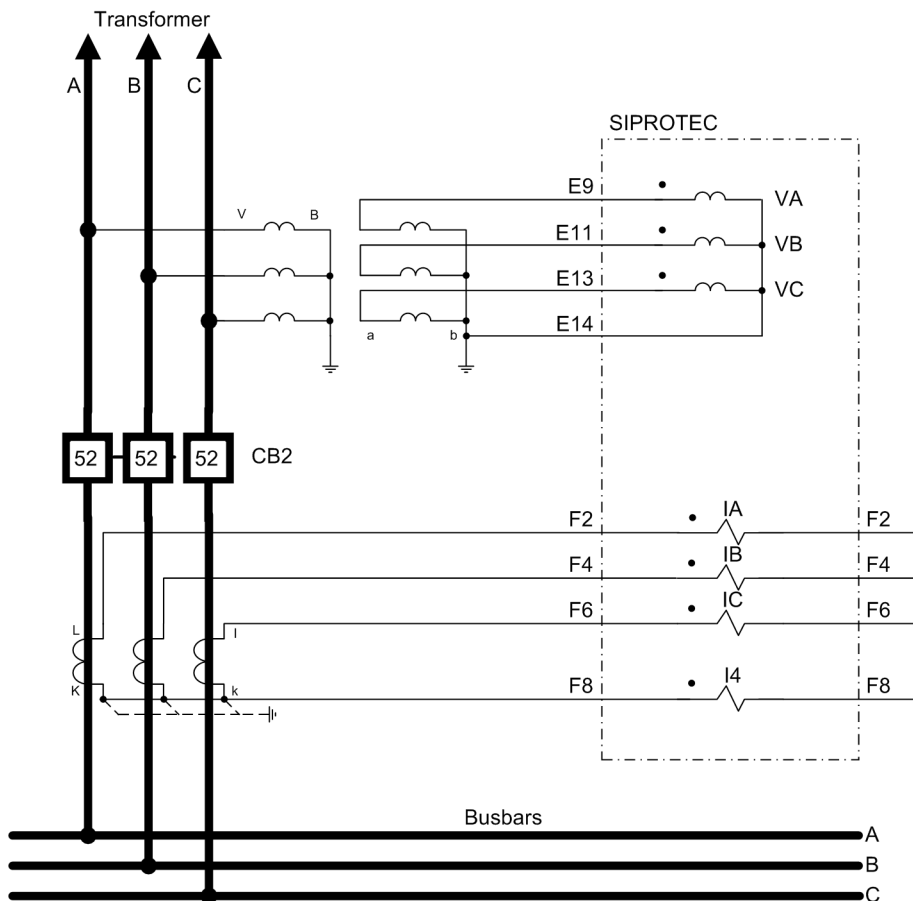 Transformer
A
B
C
SIPROTEC
V
B
E9
VA
E11
VB
E13
VC
E14
a
b
52
52
52
CB2
F2
IA
F2
F4
IB
F4
F6
IC
F6
L
l
K
k
F8
I4
F8
Busbars
A
B
C